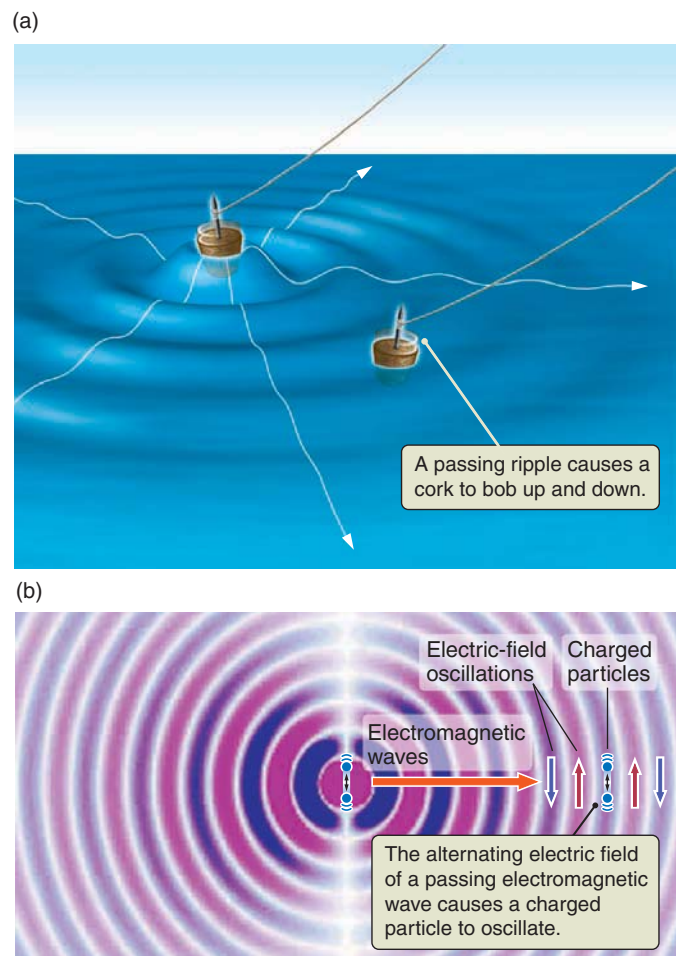 (a)
A passing ripple causes a
cork to bob up and down.
(b)
Electric-field
oscillations
Charged
particles
Electromagnetic
waves
The alternating electric field
of a passing electromagnetic
wave causes a charged
particle to oscillate.